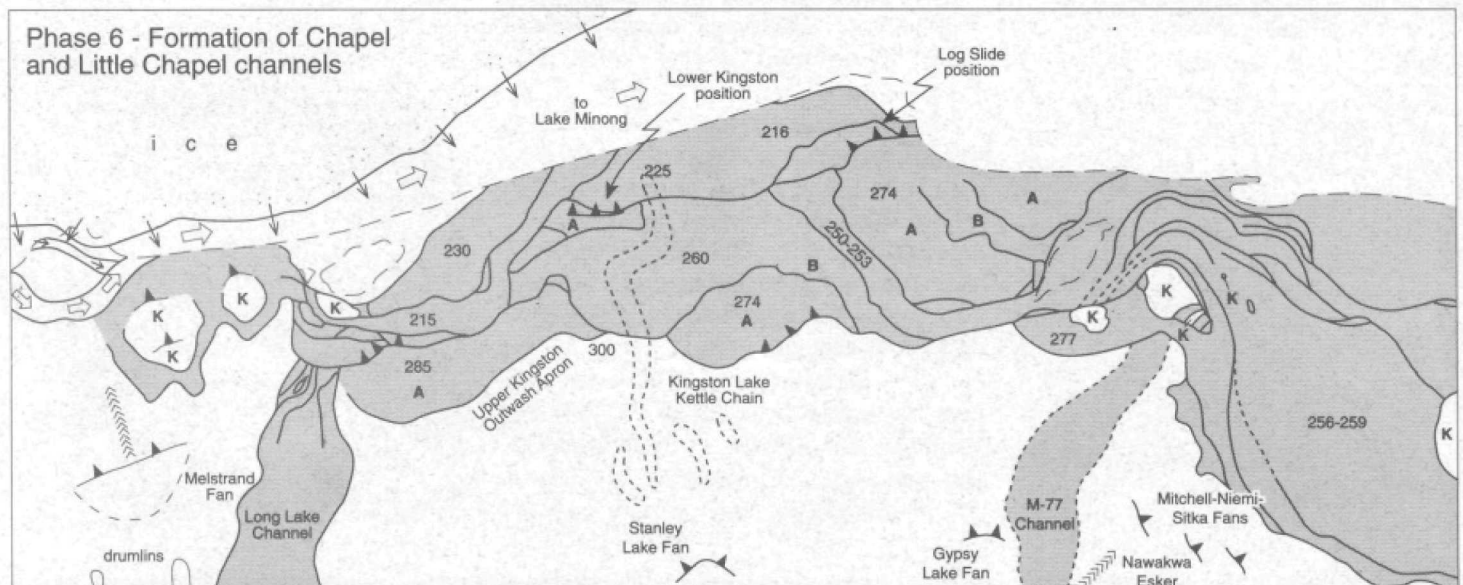 Phase 6 - Formation of Chapel
and Little Chapel channels
i c e
to
Lake Minong
Lower Kingston
position
Log Slide
position
216
225
274
A
B
A
A
230
260
250-253
B
K
K
K
K
K
K
K
215
274
A
277
K
285
A
300
Upper Kingston
Outwash Apron
Kingston Lake
Kettle Chain
256-259
K
Melstrand
Fan
Long Lake
Channel
Stanley
Lake Fan
M-77
Channel
Mitchell-Niemi-
Sitka Fans
Gypsy
Lake Fan
Nawakwa
Esker
drumlins